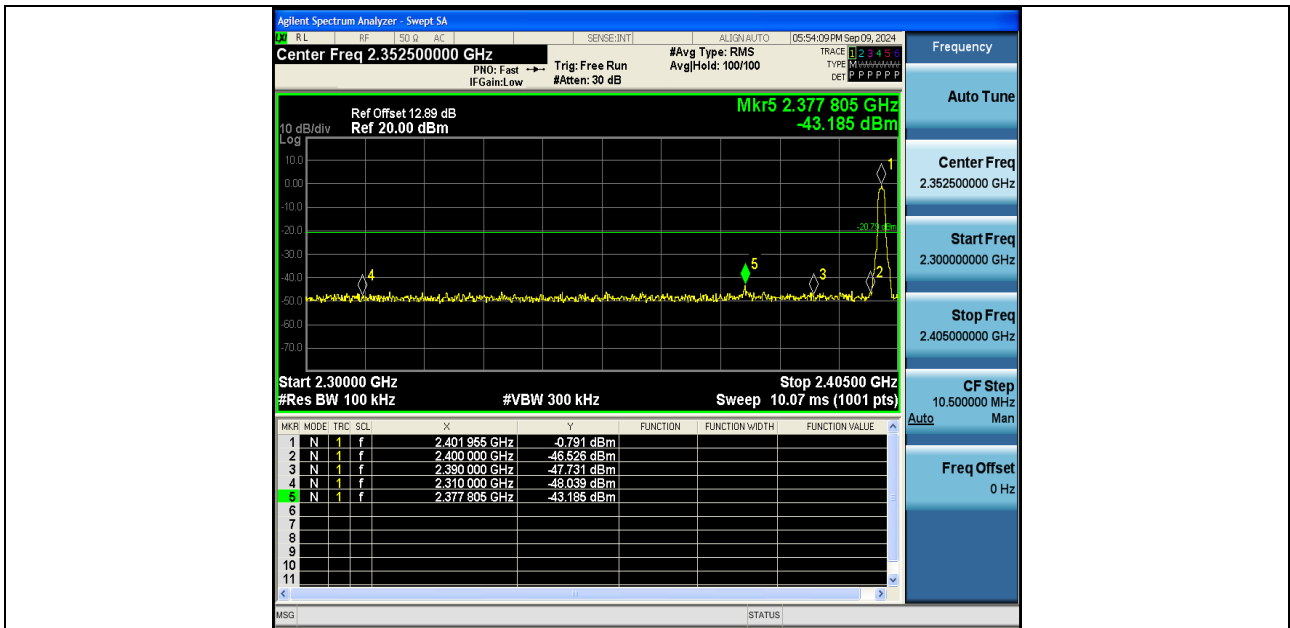 Agilent Spectrum Analyzer - Swept SA
LXI RL RF 50 Ω AC SENSE:INT ALIGN AUTO 05:54:09 PM Sep 09, 2024
Center Freq 2.352500000 GHz
PNO: Fast
IFGain:Low
Trig: Free Run
#Atten: 30 dB
#Avg Type: RMS
Avg|Hold: 100/100
TRACE 1 2 3 4 5 6
TYPE M
DET P P P P P P
Mkr5 2.377 805 GHz
-43.185 dBm
Ref Offset 12.89 dB
10 dB/div Ref 20.00 dBm
Log
10.0
0.00
-10.0
-20.0
-30.0
-40.0
-50.0
-60.0
-70.0
-20.79 dBm
1
2
3
4
5
Start 2.30000 GHz Stop 2.40500 GHz
#Res BW 100 kHz #VBW 300 kHz Sweep 10.07 ms (1001 pts)
MKR MODE TRC SCL X Y FUNCTION FUNCTION WIDTH FUNCTION VALUE
1 N 1 f 2.401 955 GHz -0.791 dBm
2 N 1 f 2.400 000 GHz -46.526 dBm
3 N 1 f 2.390 000 GHz -47.731 dBm
4 N 1 f 2.310 000 GHz -48.039 dBm
5 N 1 f 2.377 805 GHz -43.185 dBm
6
7
8
9
10
11
MSG STATUS
Frequency
Auto Tune
Center Freq
2.352500000 GHz
Start Freq
2.300000000 GHz
Stop Freq
2.405000000 GHz
CF Step
10.500000 MHz
Auto Man
Freq Offset
0 Hz